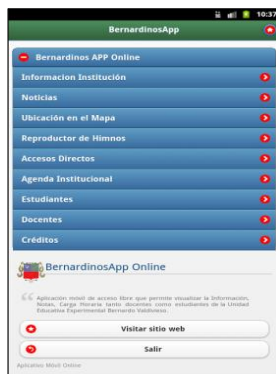 10:37
BernardinosApp
Bernardinos APP Online
Informacion Institución
Noticias
Ubicación en el Mapa
Reproductor de Himnos
Accesos Directos
Agenda Institucional
Estudiantes
Docentes
Créditos
BernardinosApp Online
Aplicación móvil de acceso libre que permite visualizar la Información,
Notas, Carga Horaria tanto docentes como estudiantes de la Unidad
Educativa Experimental Bernardo Valdivieso.
Visitar sitio web
Salir
Aplicativo Móvil Online